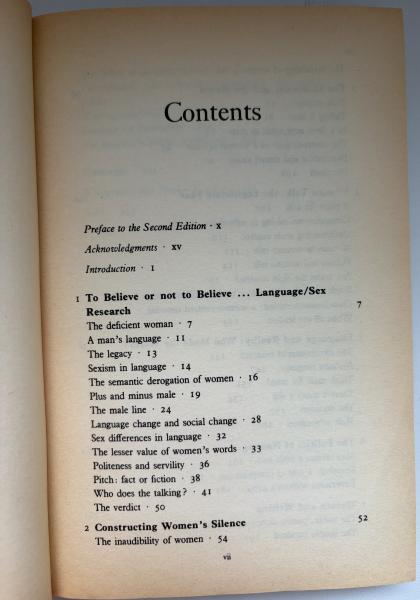 Contents
Preface to the Second Edition · x
Acknowledgments · xv
Introduction · 1
1 To Believe or not to Believe ... Language/Sex
Research 7
The deficient woman · 7
A man's language · 11
The legacy · 13
Sexism in language · 14
The semantic derogation of women · 16
Plus and minus male · 19
The male line · 24
Language change and social change · 28
Sex differences in language · 32
The lesser value of women's words · 33
Politeness and servility · 36
Pitch: fact or fiction · 38
Who does the talking? · 41
The verdict · 50
2 Constructing Women's Silence 52
The inaudibility of women · 54
vii